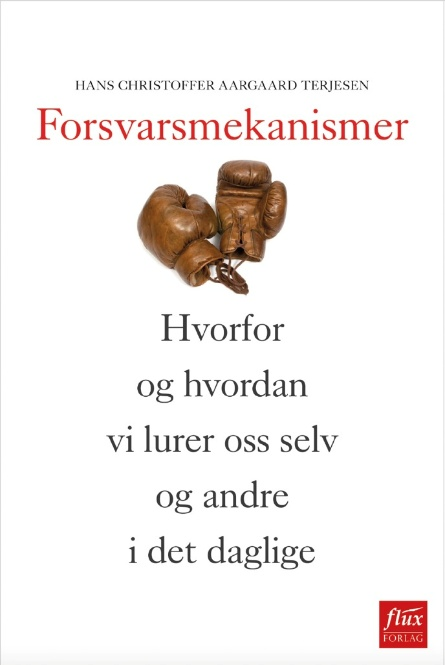 HANS CHRISTOFFER AARGAARD TERJESEN
Forsvarsmekanismer
Hvorfor
og hvordan
vi lurer oss selv
og andre
i det daglige
flux
FORLAG